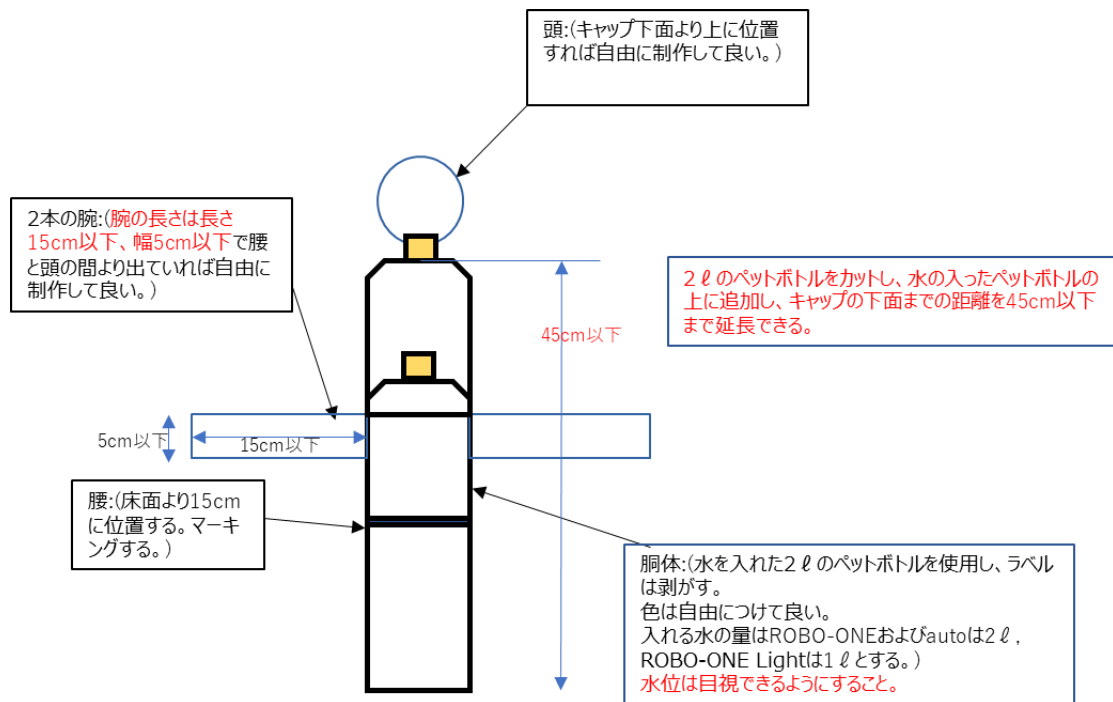 頭:(キャップ下面より上に位置
すれば自由に制作して良い。)
2本の腕:(腕の長さは長さ
15cm以下、幅5cm以下で腰
と頭の間より出ていれば自由に
制作して良い。)
2ℓのペットボトルをカットし、水の入ったペットボトルの
上に追加し、キャップの下面までの距離を45cm以下
まで延長できる。
45cm以下
5cm以下
15cm以下
腰:(床面より15cm
に位置する。マーキ
ングする。)
胴体:(水を入れた2ℓのペットボトルを使用し、ラベル
は剥がす。
色は自由につけて良い。
入れる水の量はROBO-ONEおよびautoは2ℓ,
ROBO-ONE Lightは1ℓとする。)
水位は目視できるようにすること。